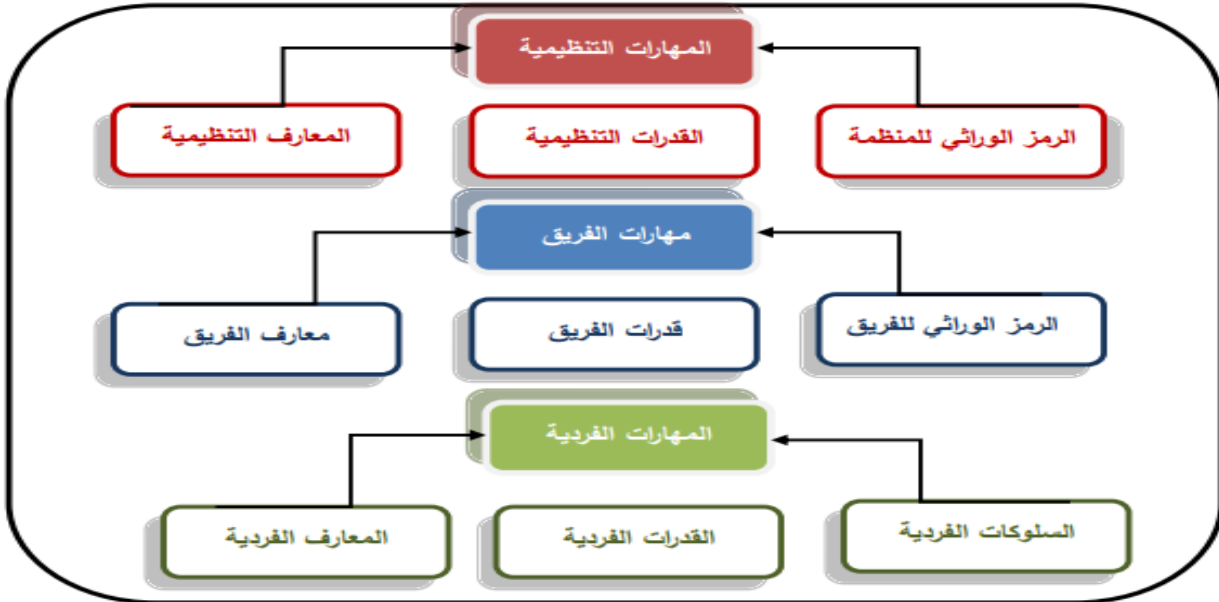 المهارات التنظيمية
الرمز الوراثي للمنظمة
القدرات التنظيمية
المعارف التنظيمية
مهارات الفريق
الرمز الوراثي للفريق
قدرات الفريق
معارف الفريق
المهارات الفردية
السلوكات الفردية
القدرات الفردية
المعارف الفردية